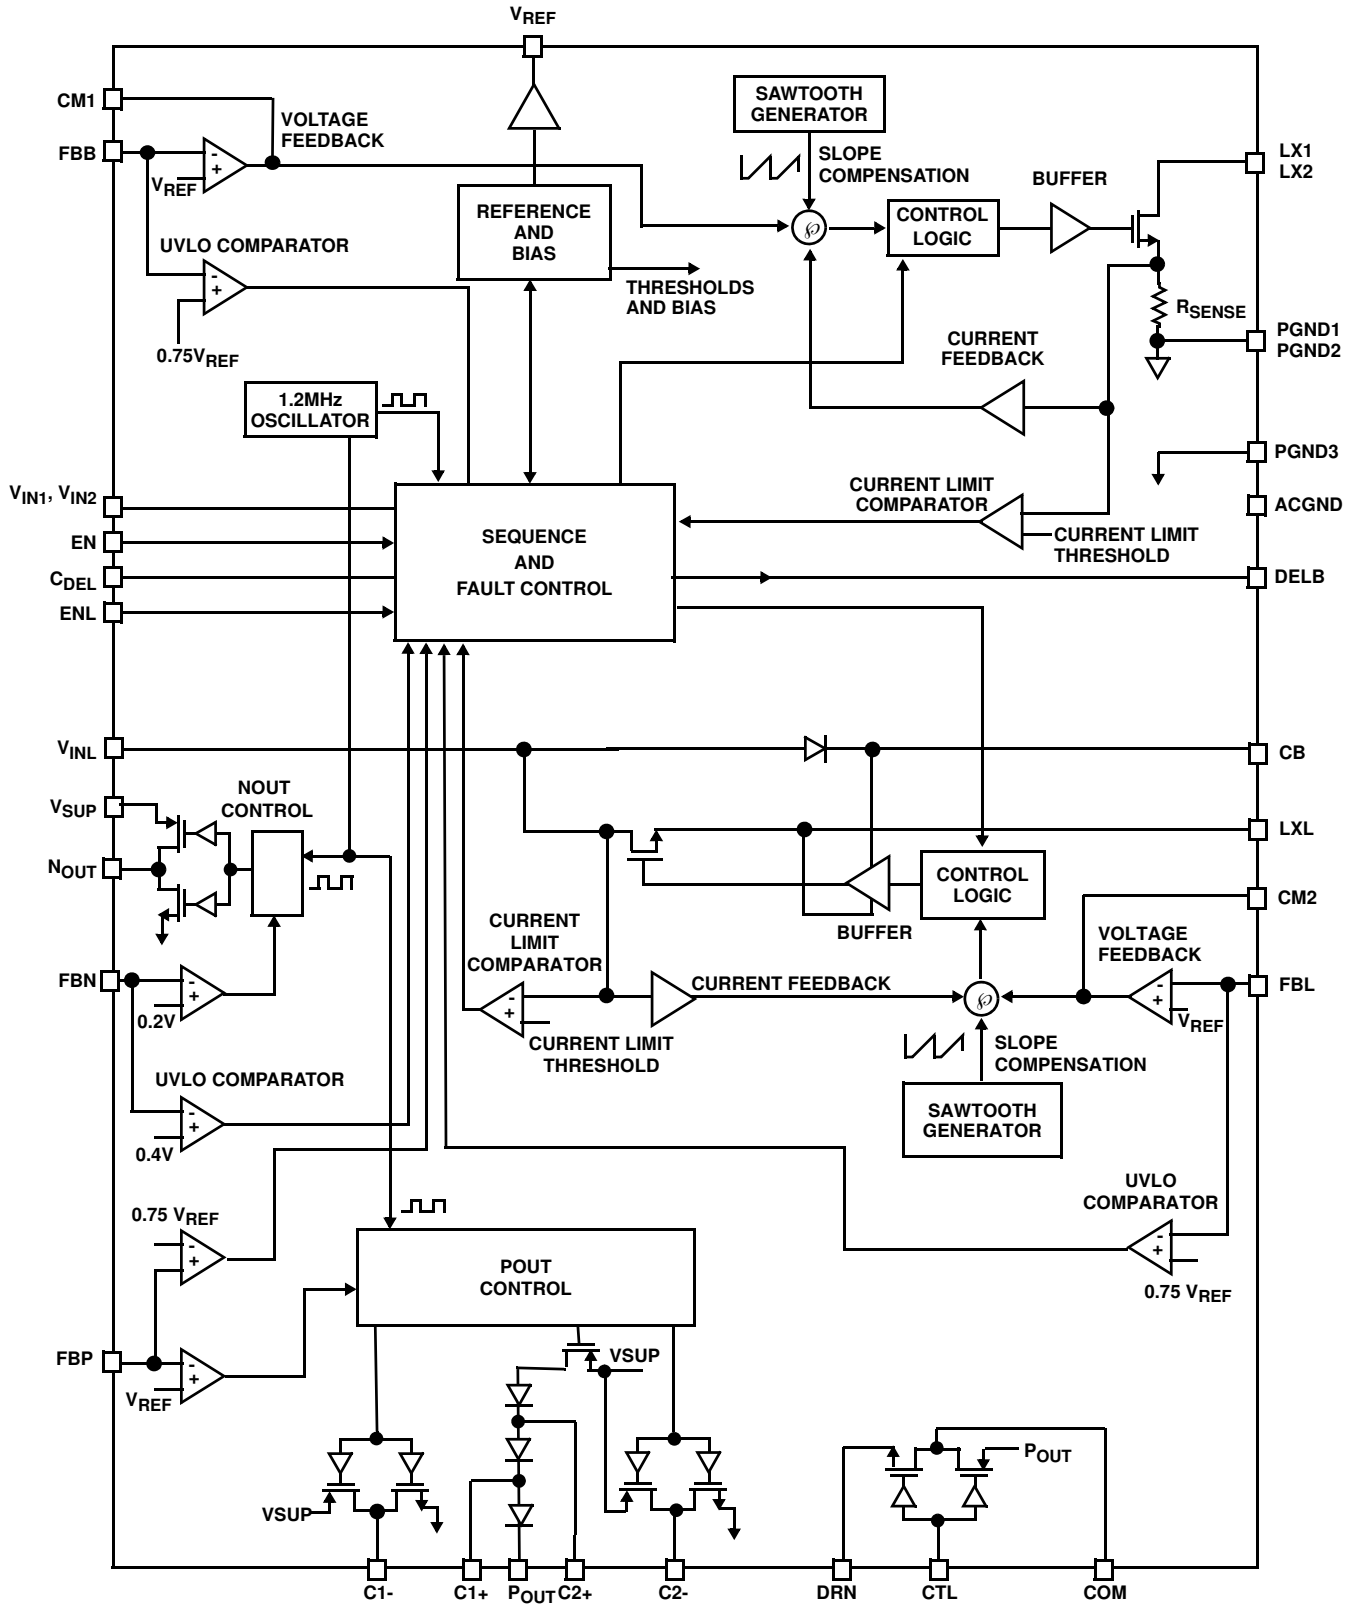 VREF
CM1
VOLTAGE
FEEDBACK
FBB
-
+
VREF
UVLO COMPARATOR
-
+
0.75VREF
REFERENCE
AND
BIAS
THRESHOLDS
AND BIAS
SAWTOOTH
GENERATOR
SLOPE
COMPENSATION
CONTROL
LOGIC
BUFFER
LX1
LX2
RSENSE
PGND1
PGND2
CURRENT
FEEDBACK
1.2MHz
OSCILLATOR
PGND3
VIN1, VIN2
CURRENT LIMIT
COMPARATOR
ACGND
CURRENT LIMIT
THRESHOLD
EN
SEQUENCE
AND
FAULT CONTROL
CDEL
DELB
ENL
VINL
CB
VSUP
NOUT
CONTROL
LXL
NOUT
CONTROL
LOGIC
CM2
BUFFER
CURRENT
LIMIT
COMPARATOR
VOLTAGE
FEEDBACK
FBN
-
+
0.2V
CURRENT FEEDBACK
-
+
FBL
-
+
VREF
CURRENT LIMIT
THRESHOLD
SLOPE
COMPENSATION
UVLO COMPARATOR
-
+
0.4V
SAWTOOTH
GENERATOR
UVLO
COMPARATOR
0.75 VREF
-
+
-
+
0.75 VREF
POUT
CONTROL
FBP
-
+
VREF
VSUP
VSUP
POUT
C1-
C1+
POUT
C2+
C2-
DRN
CTL
COM